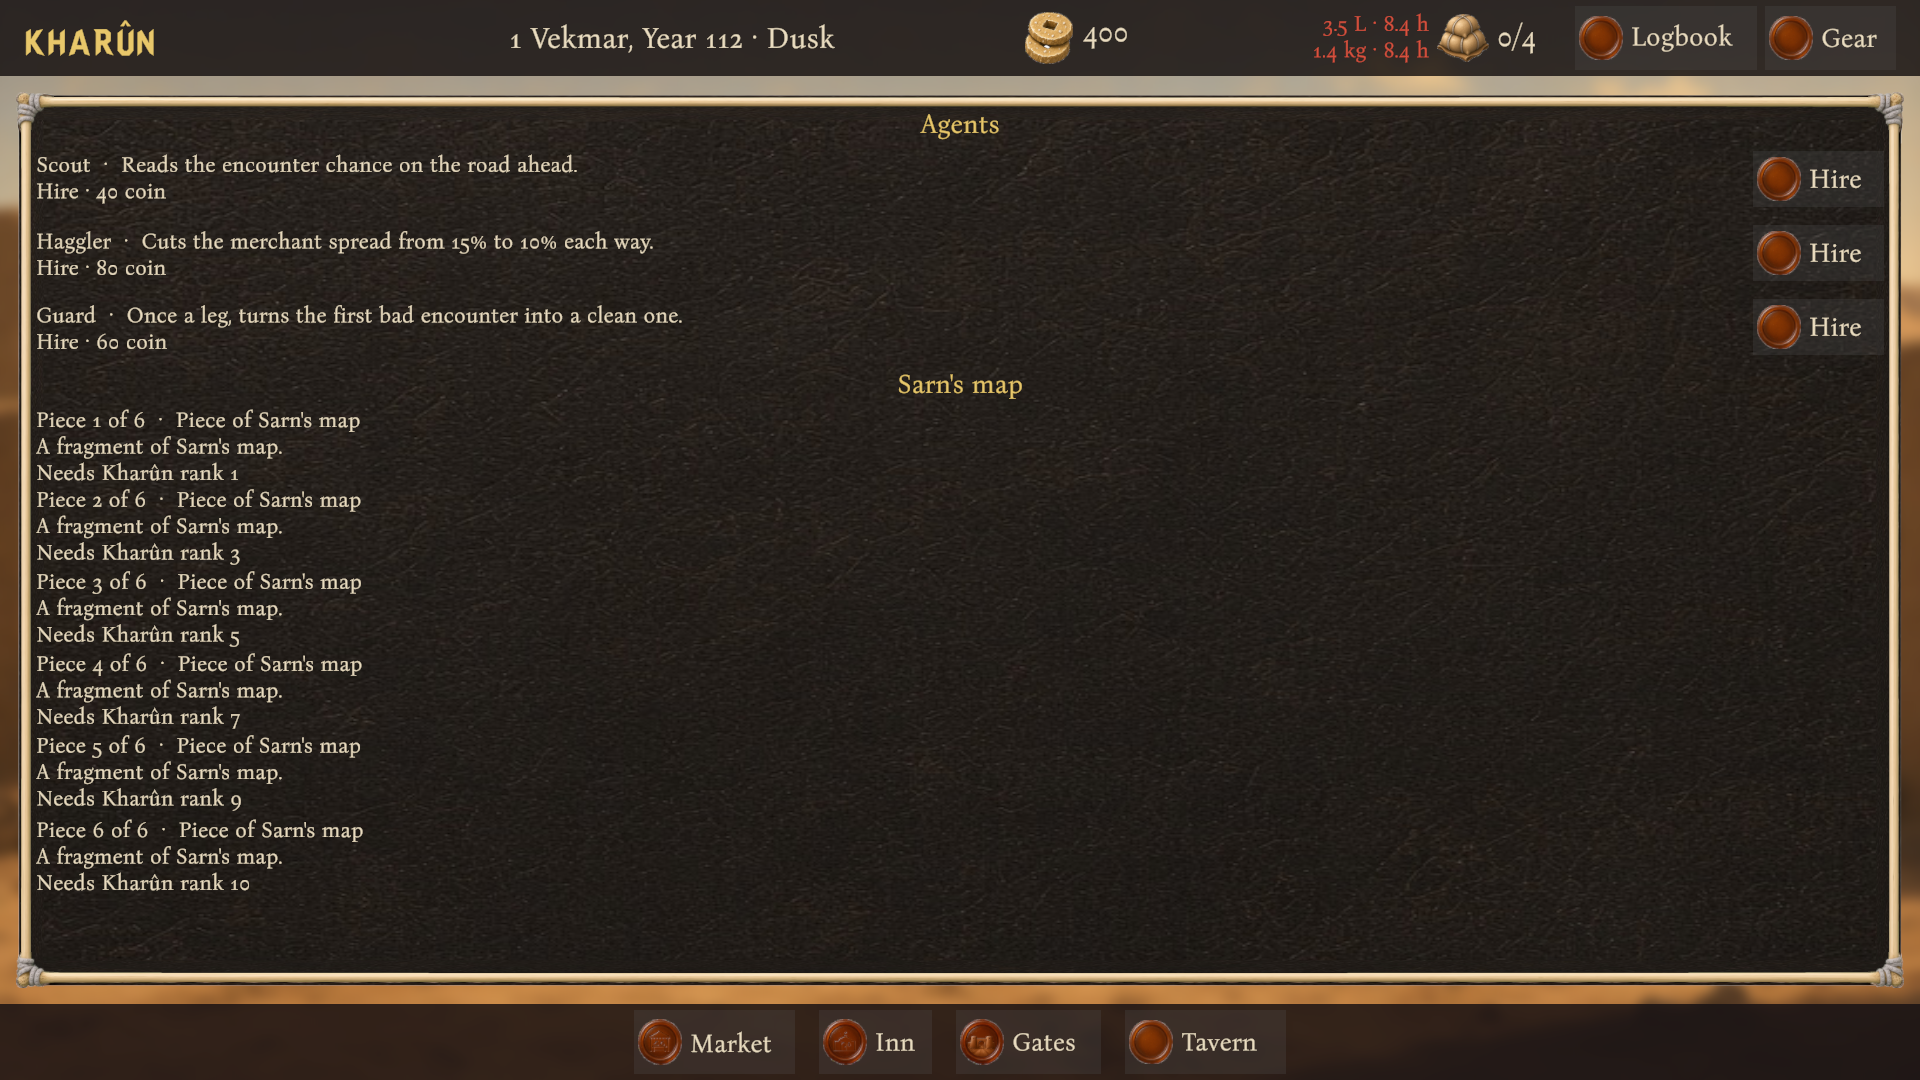 KHARÛN
1 Vekmar, Year 112 · Dusk
400
3.5 L · 8.4 h
1.4 kg · 8.4 h
0/4
Logbook
Gear
Agents
Scout · Reads the encounter chance on the road ahead.
Hire · 40 coin
Hire
Haggler · Cuts the merchant spread from 15% to 10% each way.
Hire · 80 coin
Hire
Guard · Once a leg, turns the first bad encounter into a clean one.
Hire · 60 coin
Hire
Sarn's map
Piece 1 of 6 · Piece of Sarn's map
A fragment of Sarn's map.
Needs Kharûn rank 1
Piece 2 of 6 · Piece of Sarn's map
A fragment of Sarn's map.
Needs Kharûn rank 3
Piece 3 of 6 · Piece of Sarn's map
A fragment of Sarn's map.
Needs Kharûn rank 5
Piece 4 of 6 · Piece of Sarn's map
A fragment of Sarn's map.
Needs Kharûn rank 7
Piece 5 of 6 · Piece of Sarn's map
A fragment of Sarn's map.
Needs Kharûn rank 9
Piece 6 of 6 · Piece of Sarn's map
A fragment of Sarn's map.
Needs Kharûn rank 10
Market
Inn
Gates
Tavern